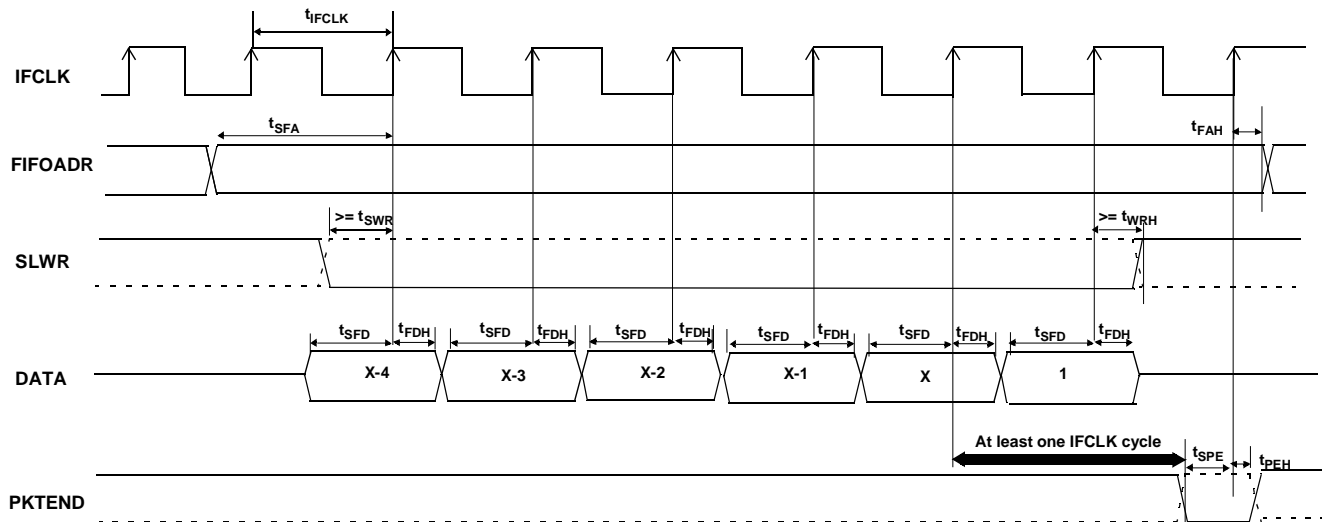 tIFCLK
IFCLK
tSFA
tFAH
FIFOADR
>= tSWR
>= tWRH
SLWR
tSFD tFDH tSFD tFDH tSFD tFDH tSFD tFDH tSFD tFDH tSFD tFDH
DATA X-4 X-3 X-2 X-1 X 1
At least one IFCLK cycle
tSPE
tPEH
PKTEND